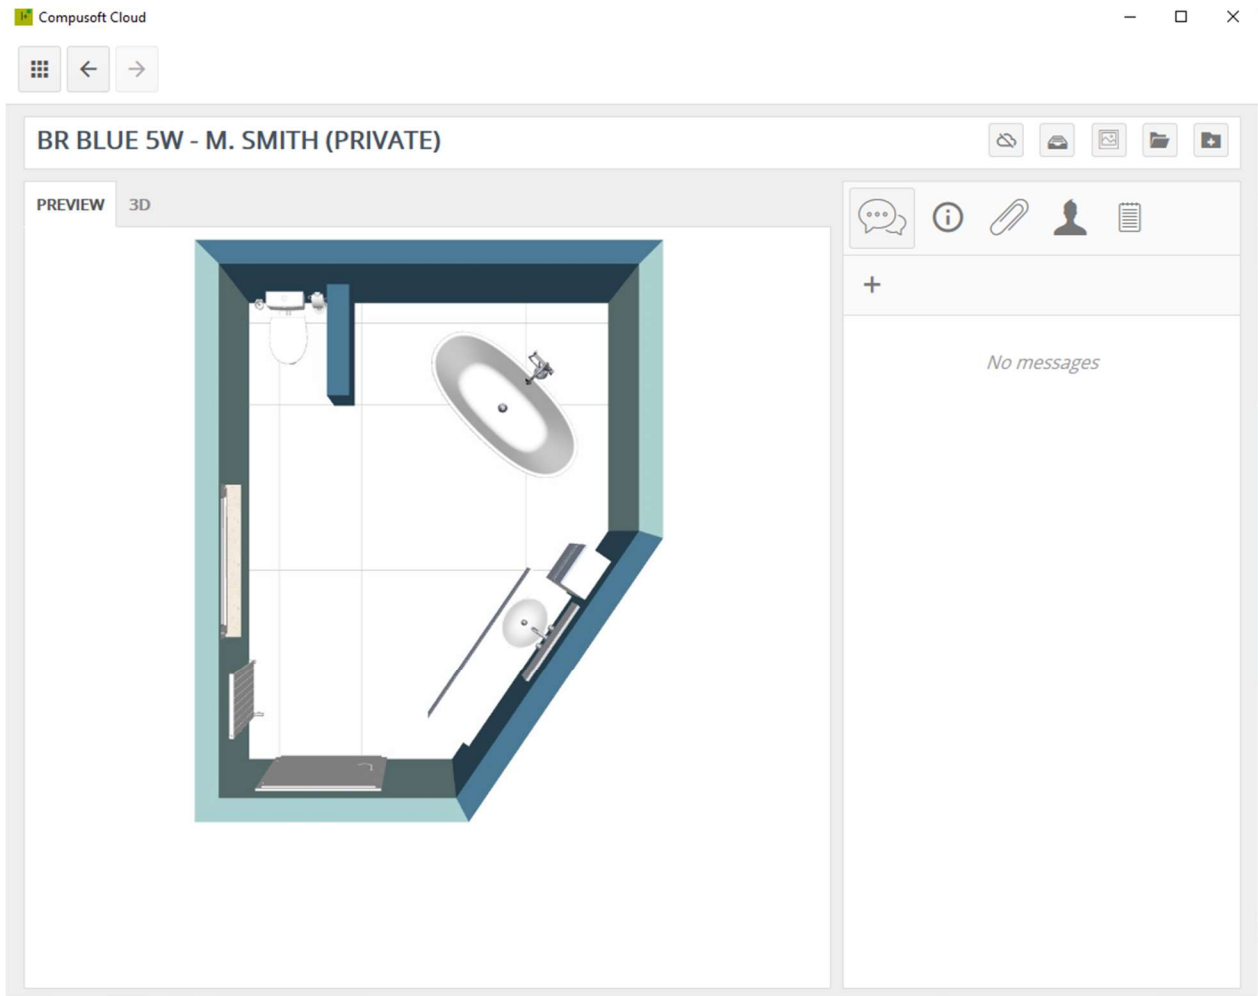 Compusoft Cloud
BR BLUE 5W - M. SMITH (PRIVATE)
PREVIEW 3D
No messages